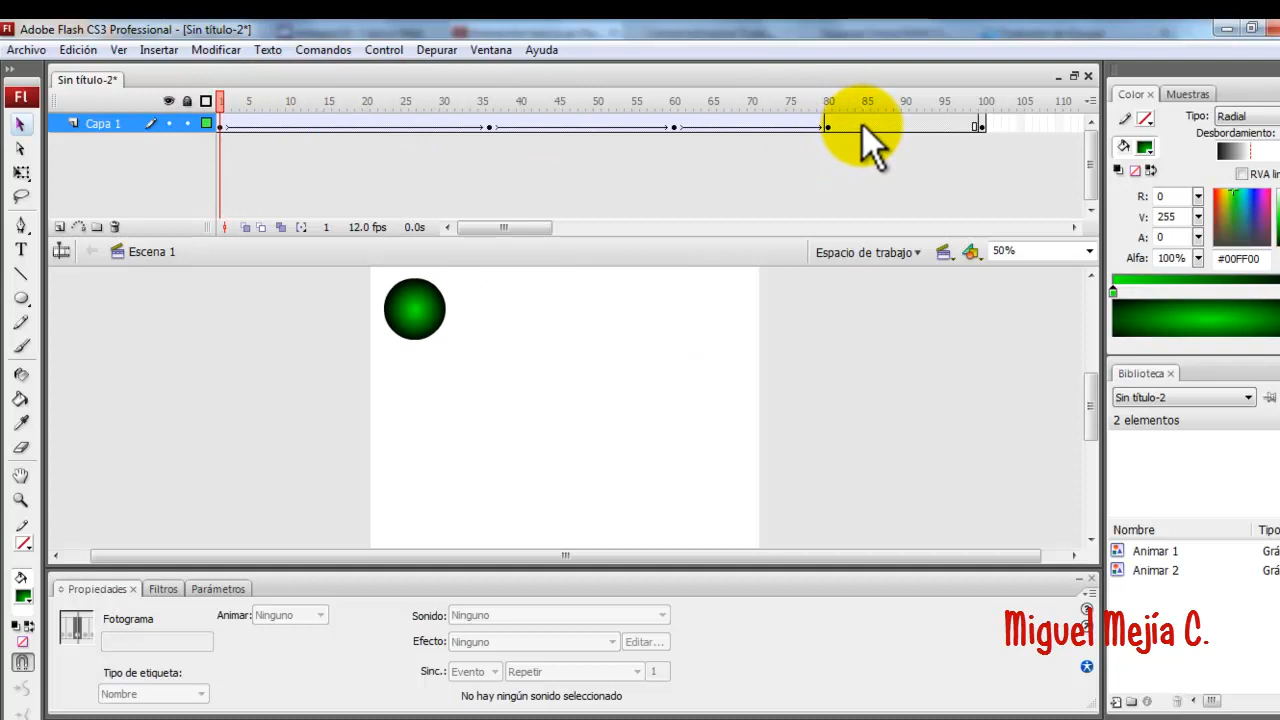 Fl Adobe Flash CS3 Professional - [Sin título-2*]
Archivo Edición Ver Insertar Modificar Texto Comandos Control Depurar Ventana Ayuda
Sin título-2*
1 5 10 15 20 25 30 35 40 45 50 55 60 65 70 75 80 85 90 95 100 105 110
Capa 1
1 12.0 fps 0.0s
Escena 1 Espacio de trabajo 50%
Fl
Color Muestras
Tipo: Radial
Desbordamiento:
RVA lin
R: 0
V: 255
A: 0
Alfa: 100% #00FF00
Biblioteca
Sin título-2
2 elementos
Nombre Tipo
Animar 1 Grá
Animar 2 Grá
Propiedades Filtros Parámetros
Fotograma Animar: Ninguno Sonido: Ninguno
Efecto: Ninguno Editar...
Tipo de etiqueta: Sinc.: Evento Repetir 1
Nombre No hay ningún sonido seleccionado
Miguel Mejía C.